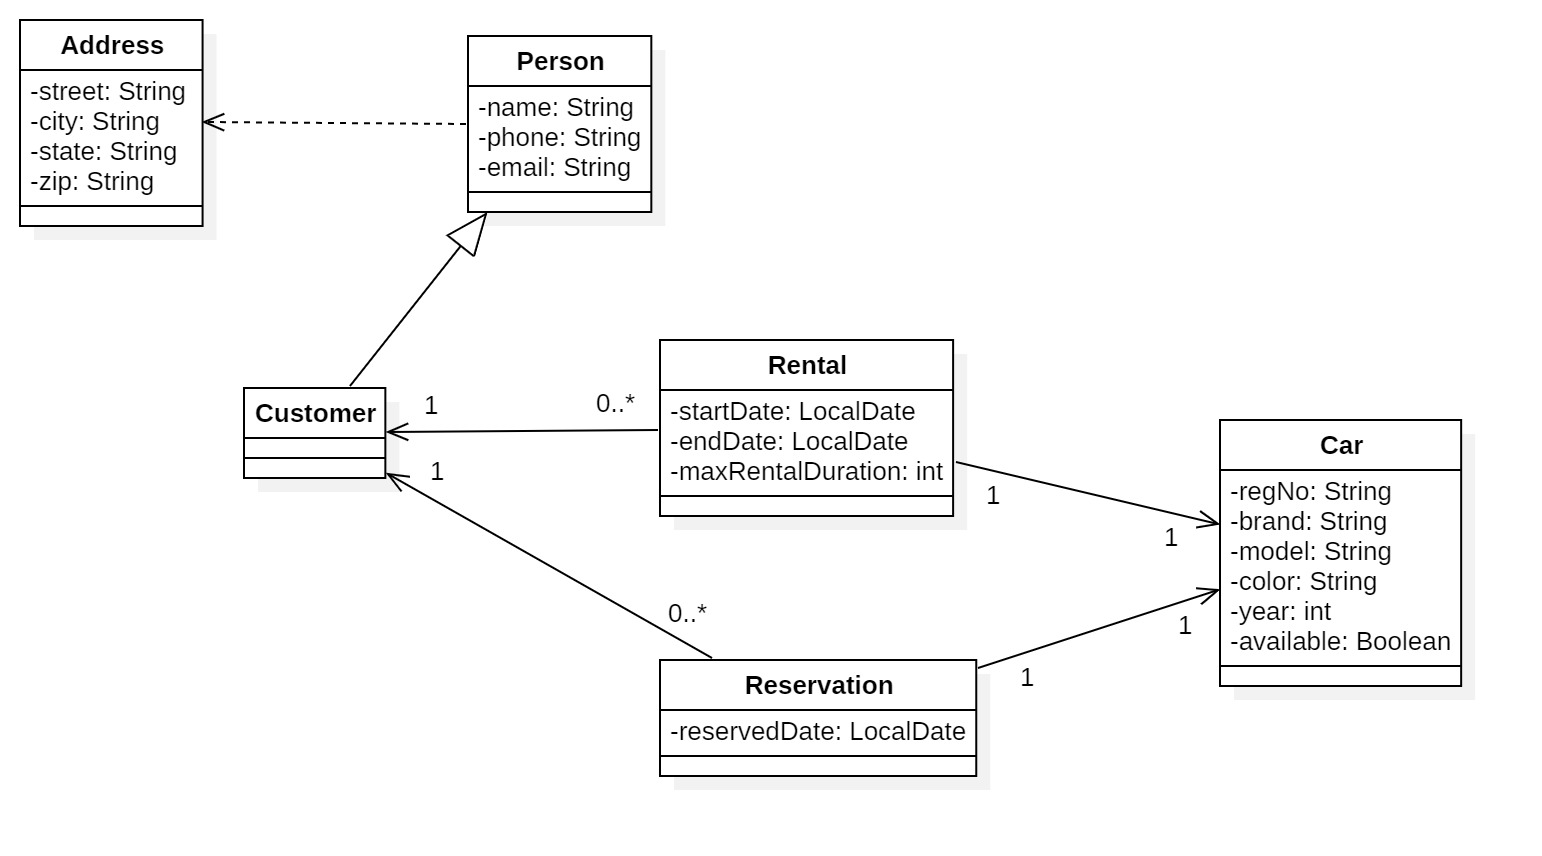 Address
-street: String
-city: String
-state: String
-zip: String
Person
-name: String
-phone: String
-email: String
Customer
1
0..*
1
0..*
Rental
-startDate: LocalDate
-endDate: LocalDate
-maxRentalDuration: int
1
1
Reservation
-reservedDate: LocalDate
1
1
Car
-regNo: String
-brand: String
-model: String
-color: String
-year: int
-available: Boolean